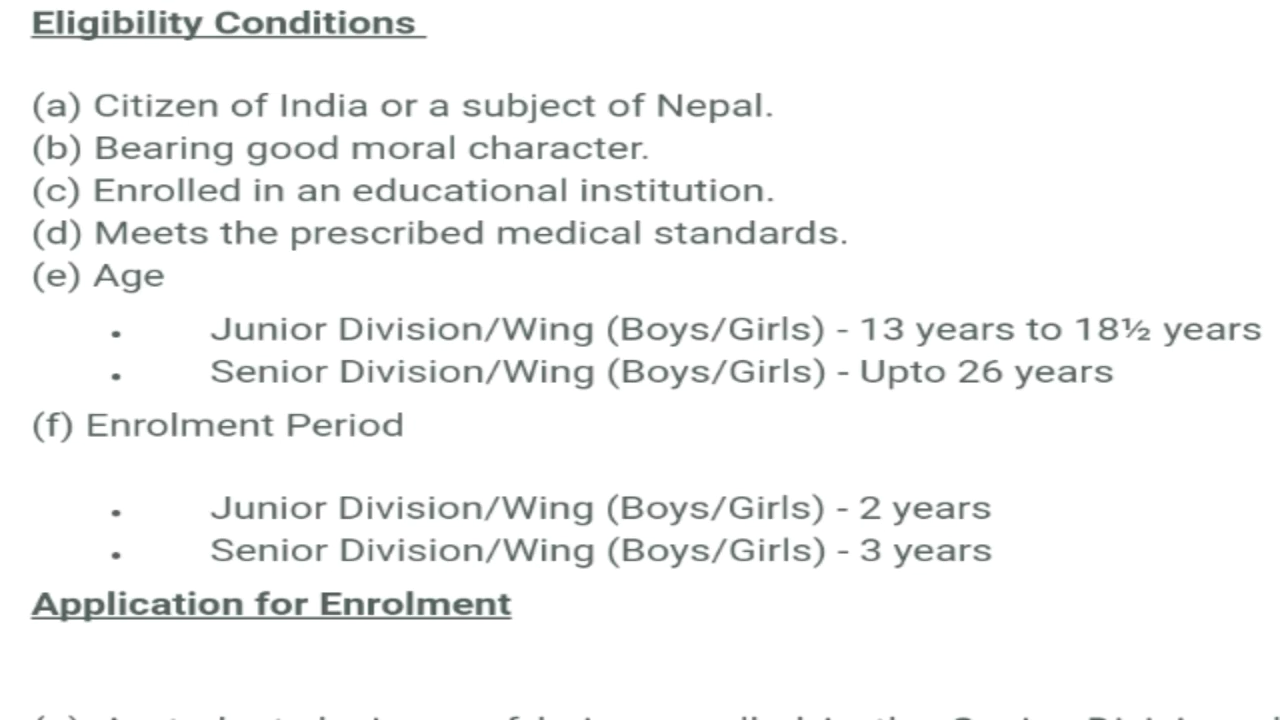 Eligibility Conditions
(a) Citizen of India or a subject of Nepal.
(b) Bearing good moral character.
(c) Enrolled in an educational institution.
(d) Meets the prescribed medical standards.
(e) Age
• Junior Division/Wing (Boys/Girls) - 13 years to 18½ years
• Senior Division/Wing (Boys/Girls) - Upto 26 years
(f) Enrolment Period
• Junior Division/Wing (Boys/Girls) - 2 years
• Senior Division/Wing (Boys/Girls) - 3 years
Application for Enrolment